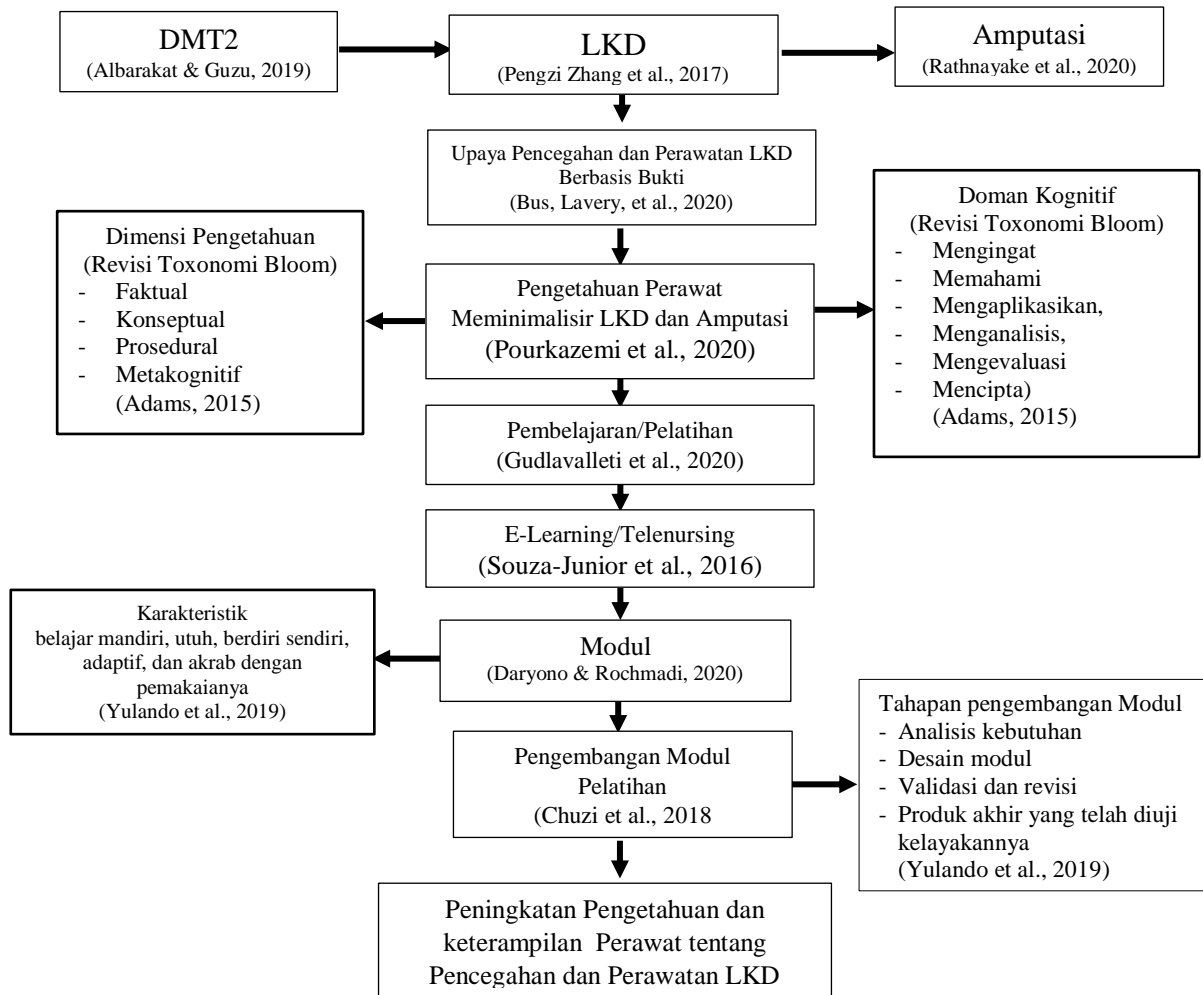 DMT2
(Albarakat & Guzu, 2019)
LKD
(Pengzi Zhang et al., 2017)
Amputasi
(Rathnayake et al., 2020)
Upaya Pencegahan dan Perawatan LKD
Berbasis Bukti
(Bus, Lavery, et al., 2020)
Dimensi Pengetahuan
(Revisi Toxonomi Bloom)
- Faktual
- Konseptual
- Prosedural
- Metakognitif
(Adams, 2015)
Pengetahuan Perawat
Meminimalisir LKD dan Amputasi
(Pourkazemi et al., 2020)
Doman Kognitif
(Revisi Toxonomi Bloom)
- Mengingat
- Memahami
- Mengaplikasikan,
- Menganalisis,
- Mengevaluasi
- Mencipta)
(Adams, 2015)
Pembelajaran/Pelatihan
(Gudlavalleti et al., 2020)
E-Learning/Telenursing
(Souza-Junior et al., 2016)
Karakteristik
belajar mandiri, utuh, berdiri sendiri,
adaptif, dan akrab dengan
pemakaianya
(Yulando et al., 2019)
Modul
(Daryono & Rochmadi, 2020)
Pengembangan Modul
Pelatihan
(Chuzi et al., 2018
Tahapan pengembangan Modul
- Analisis kebutuhan
- Desain modul
- Validasi dan revisi
- Produk akhir yang telah diuji
kelayakannya
(Yulando et al., 2019)
Peningkatan Pengetahuan dan
keterampilan Perawat tentang
Pencegahan dan Perawatan LKD